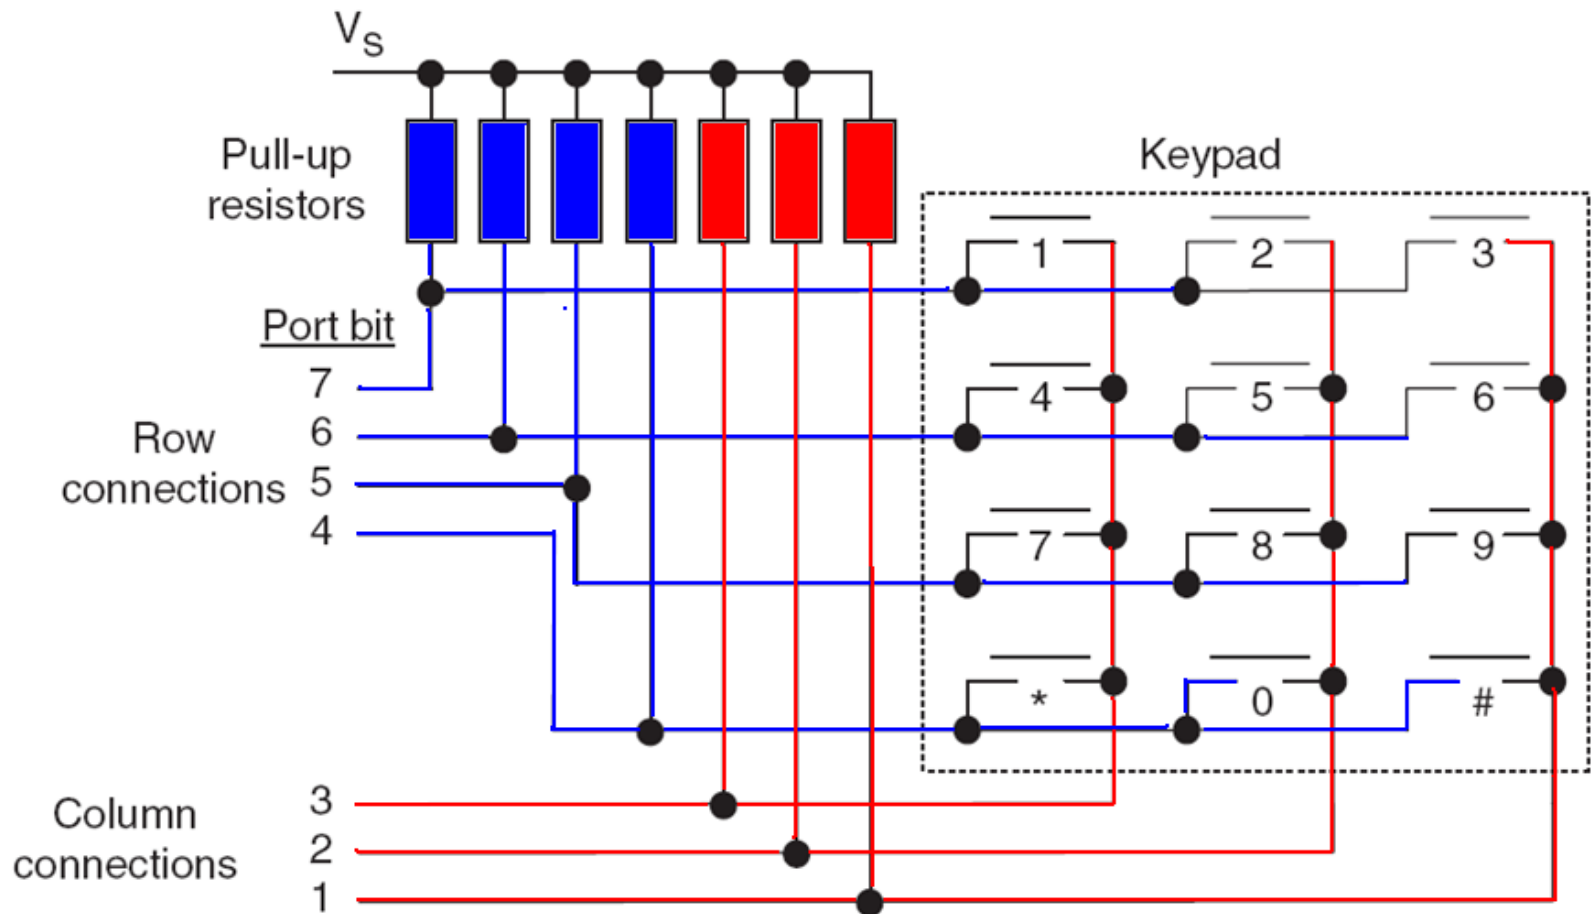 VS
Pull-up
resistors
Keypad
1 2 3
Port bit
7
4 5 6
6
Row
connections
5
4
7 8 9
* 0 #
3
Column
connections
2
1